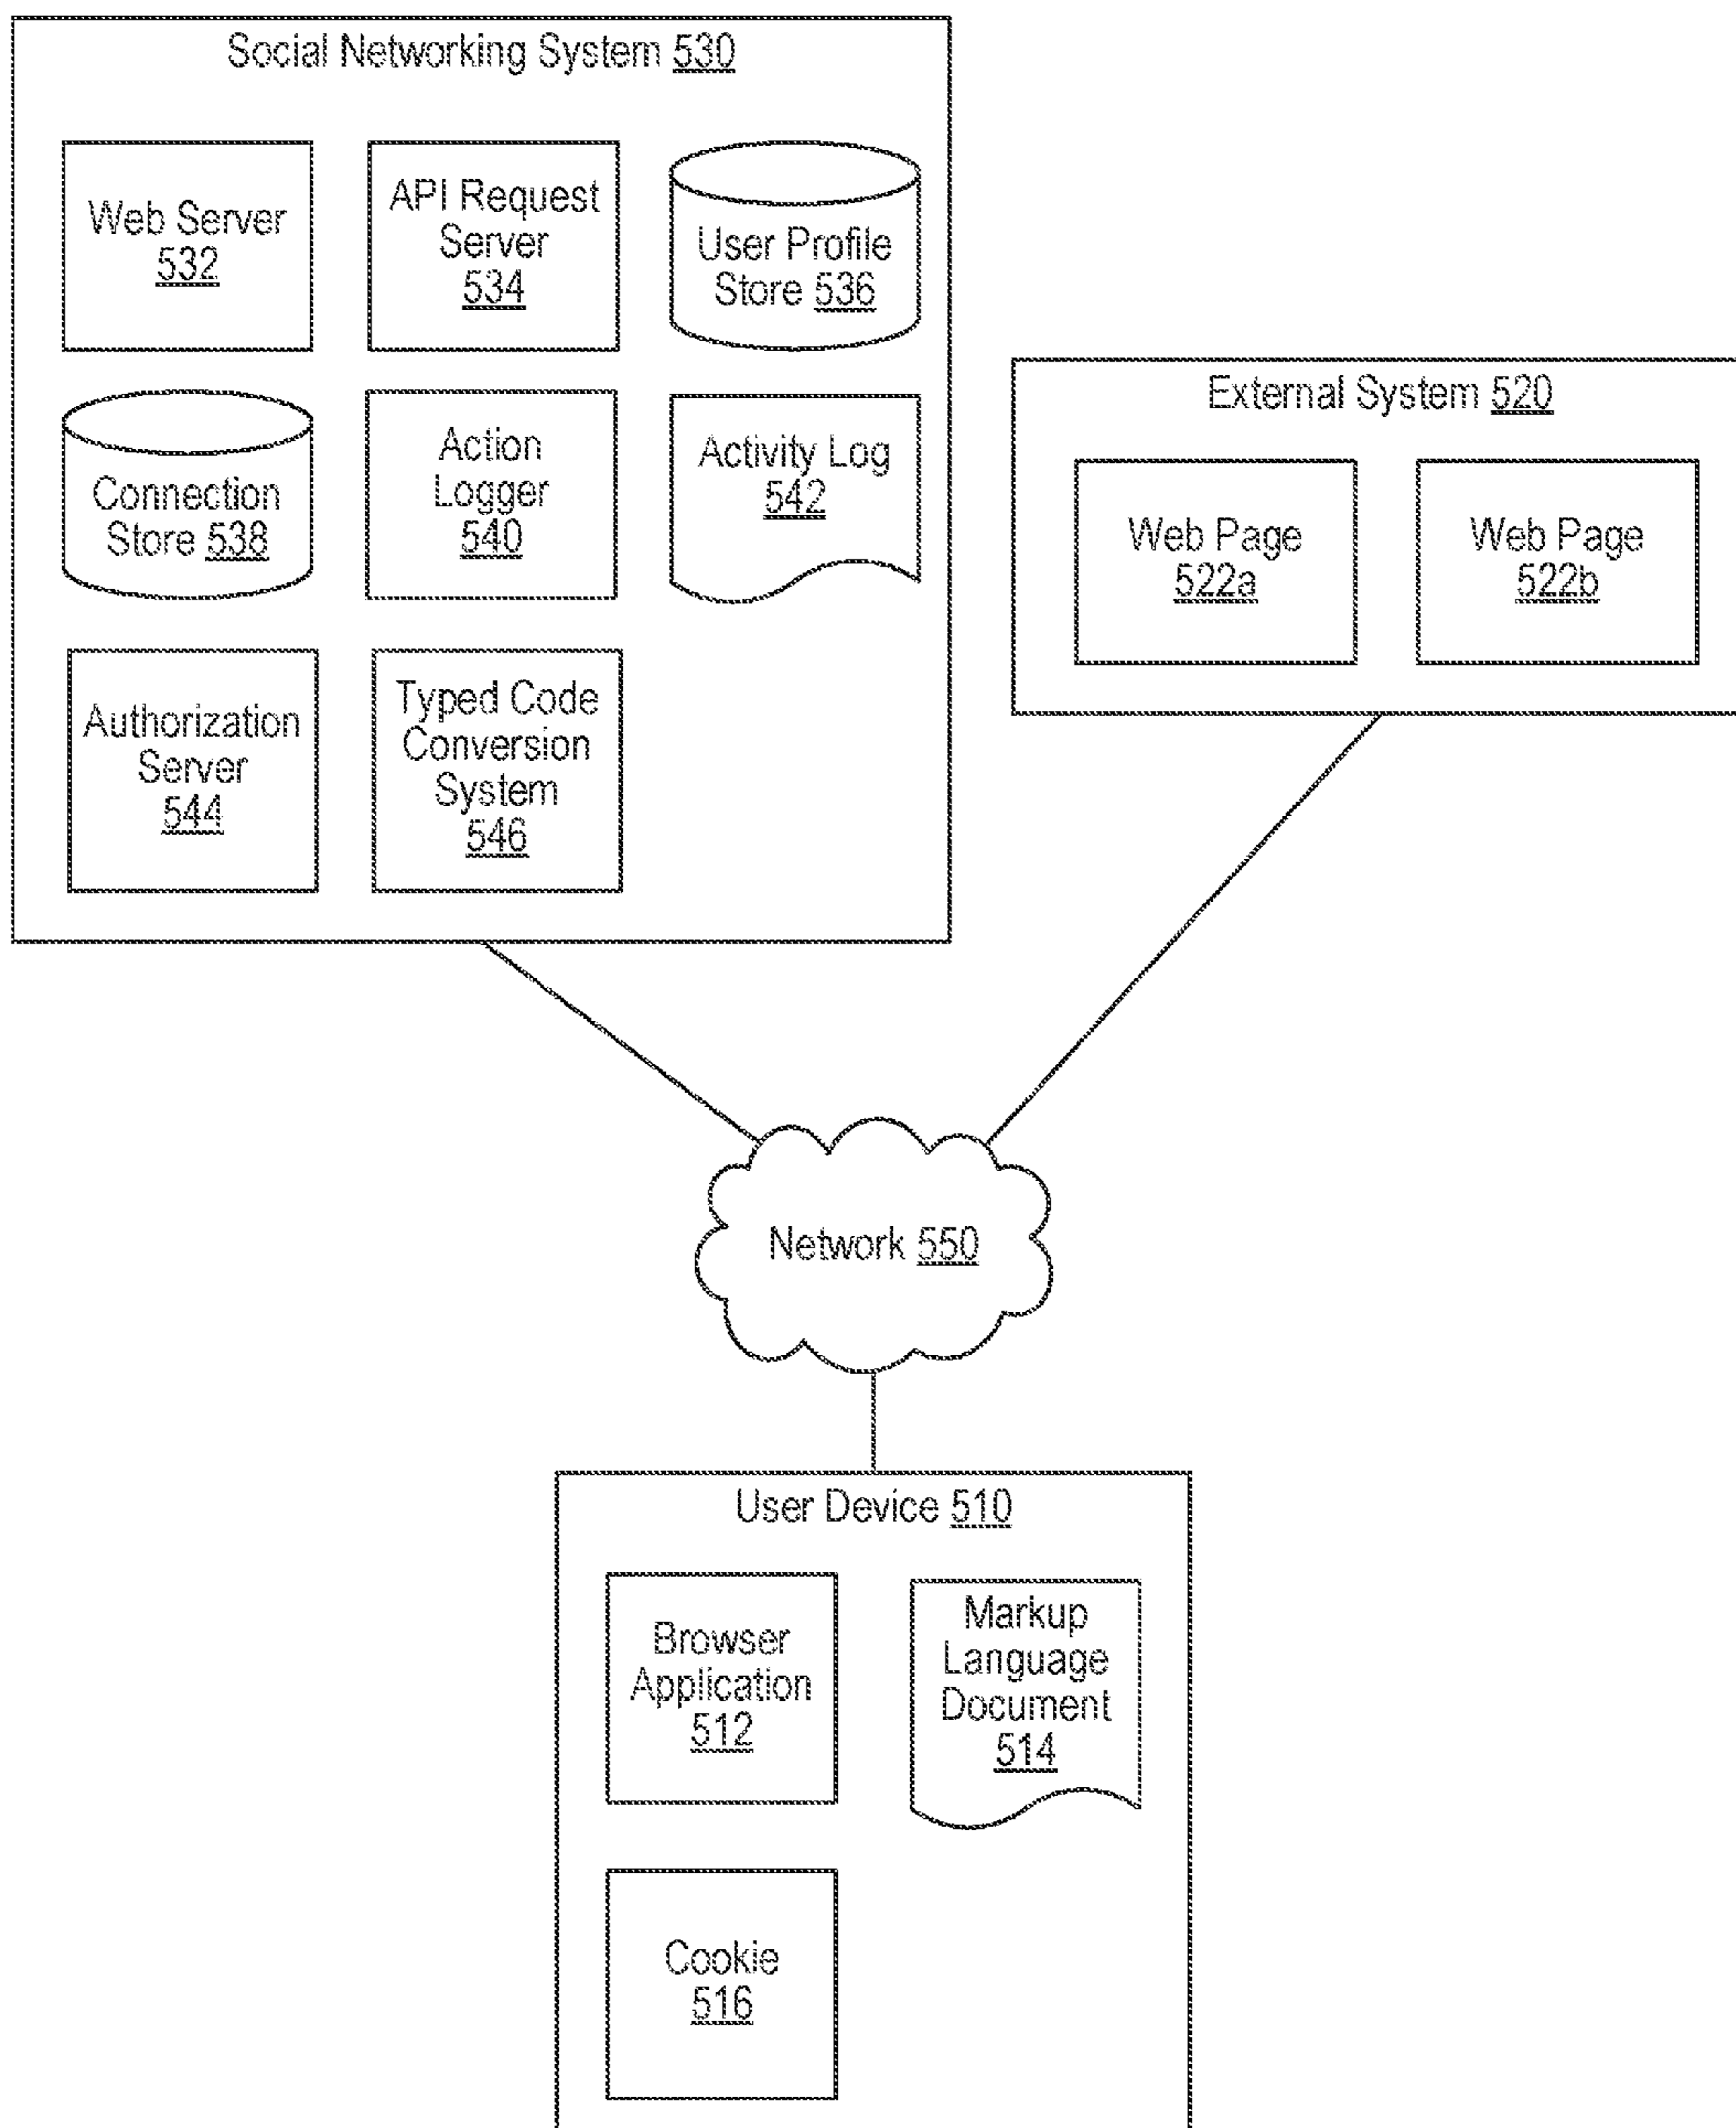 Social Networking System 530
Web Server
532
API Request
Server
534
User Profile
Store 536
Connection
Store 538
Action
Logger
540
Activity Log
542
Authorization
Server
544
Typed Code
Conversion
System
546
External System 520
Web Page
522a
Web Page
522b
Network 550
User Device 510
Browser
Application
512
Markup
Language
Document
514
Cookie
516